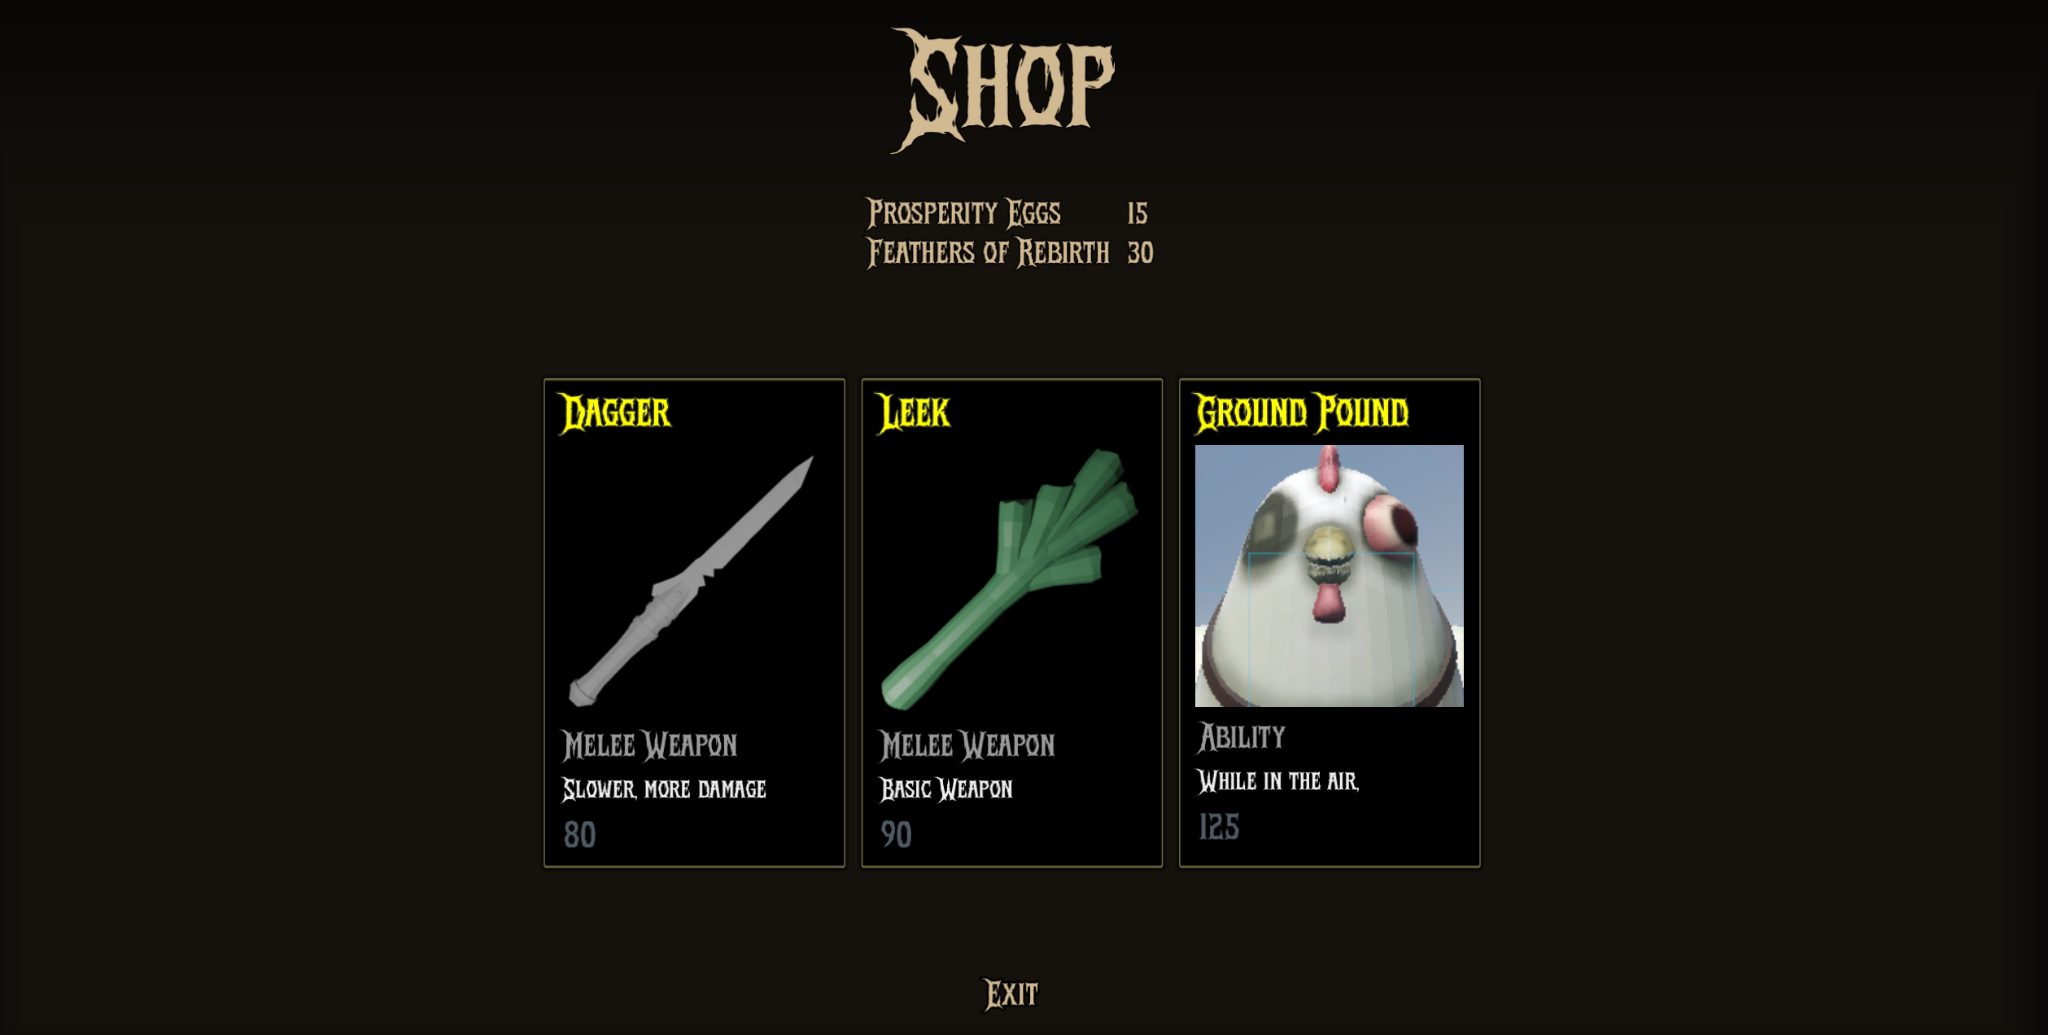 Shop
Prosperity Eggs 15
Feathers of Rebirth 30
Dagger
Melee Weapon
Slower, more damage
80
Leek
Melee Weapon
Basic Weapon
90
Ground Pound
Ability
While in the air,
125
Exit